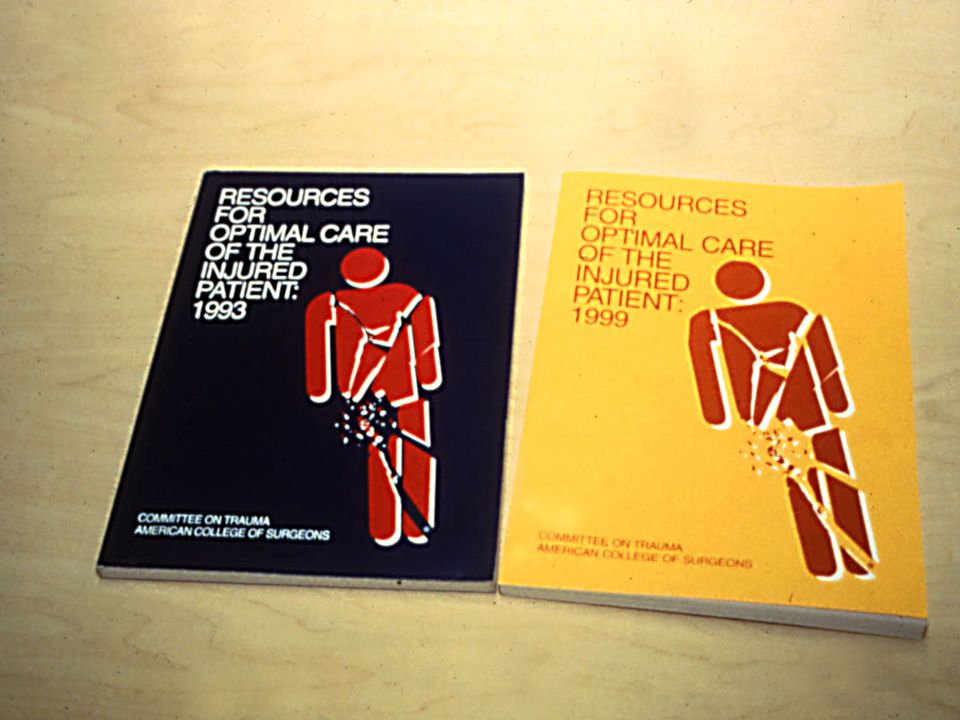 RESOURCES
FOR
OPTIMAL CARE
OF THE
INJURED
PATIENT:
1993
COMMITTEE ON TRAUMA
AMERICAN COLLEGE OF SURGEONS
RESOURCES
FOR
OPTIMAL CARE
OF THE
INJURED
PATIENT:
1999
COMMITTEE ON TRAUMA
AMERICAN COLLEGE OF SURGEONS